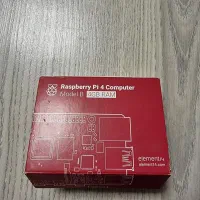 Raspberry Pi 4 Computer
Model B
element14
element14.com